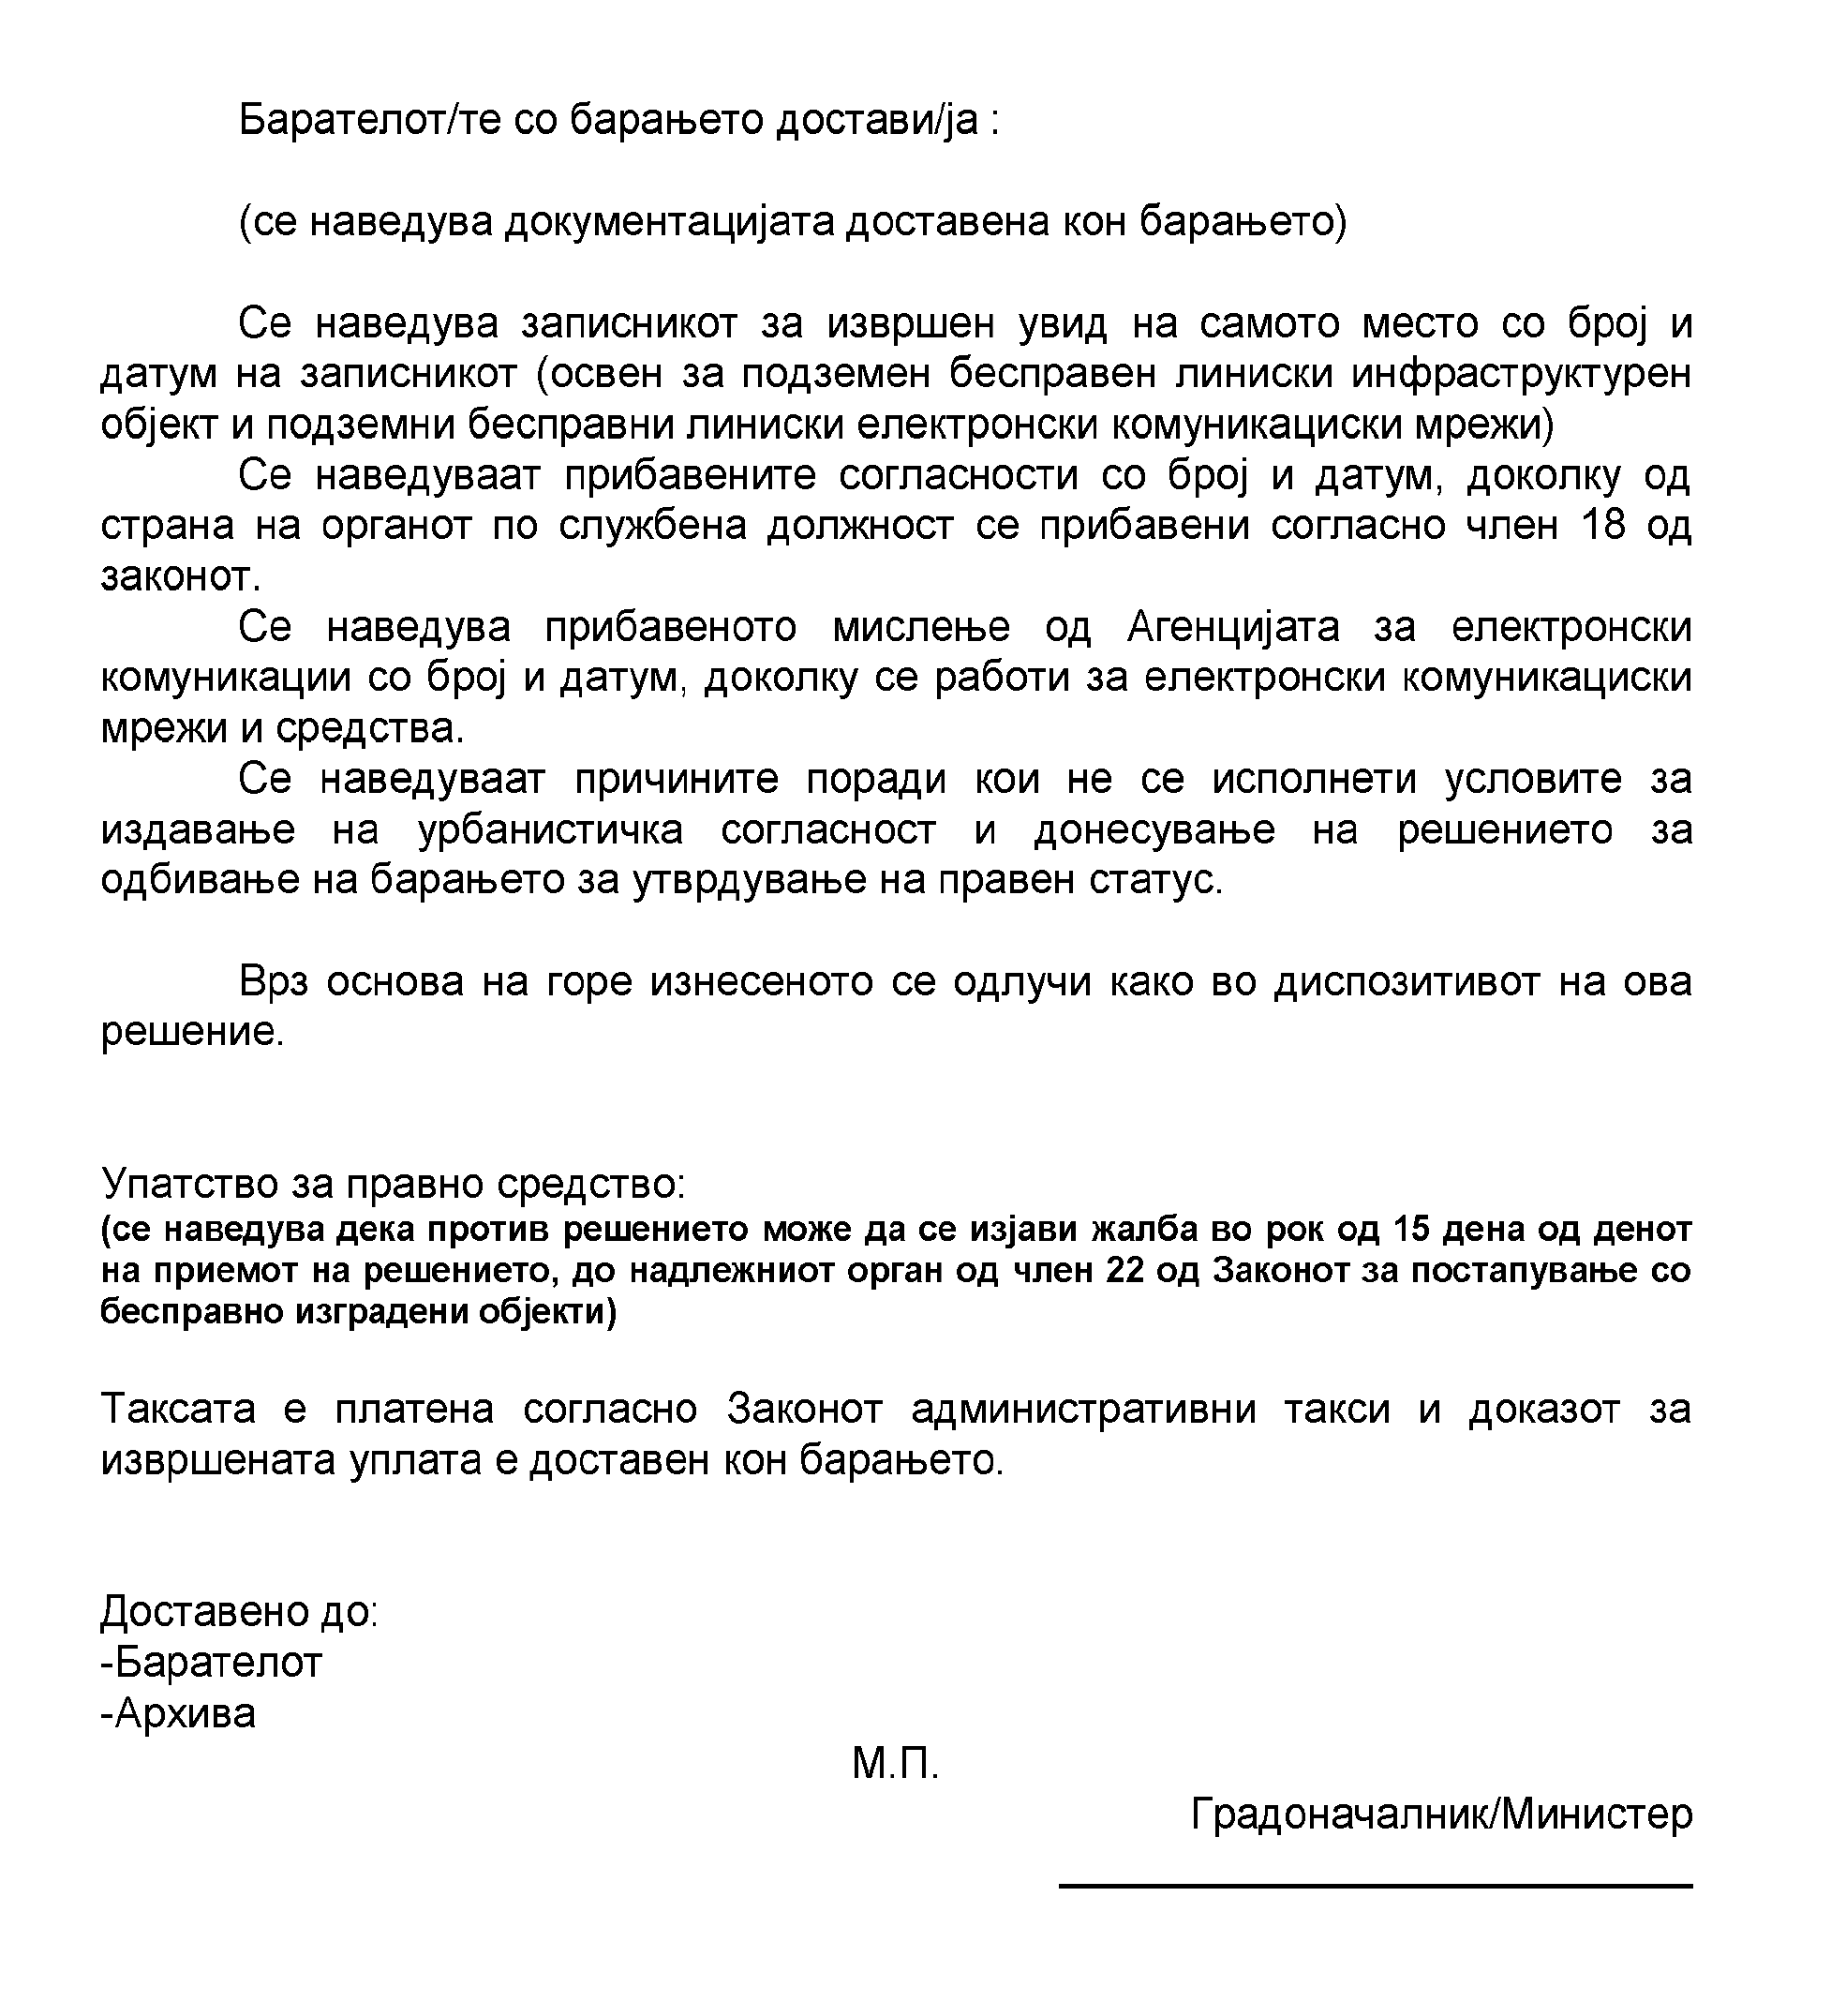 Барателот/те со барањето достави/ја :
(се наведува документацијата доставена кон барањето)
Се наведува записникот за извршен увид на самото место со број и
датум на записникот (освен за подземен бесправен линиски инфраструктурен
објект и подземни бесправни линиски електронски комуникациски мрежи)
Се наведуваат прибавените согласности со број и датум, доколку од
страна на органот по службена должност се прибавени согласно член 18 од
законот.
Се наведува прибавеното мислење од Агенцијата за електронски
комуникации со број и датум, доколку се работи за електронски комуникациски
мрежи и средства.
Се наведуваат причините поради кои не се исполнети условите за
издавање на урбанистичка согласност и донесување на решението за
одбивање на барањето за утврдување на правен статус.
Врз основа на горе изнесеното се одлучи како во диспозитивот на ова
решение.
Упатство за правно средство:
(се наведува дека против решението може да се изјави жалба во рок од 15 дена од денот
на приемот на решението, до надлежниот орган од член 22 од Законот за постапување со
бесправно изградени објекти)
Таксата е платена согласно Законот административни такси и доказот за
извршената уплата е доставен кон барањето.
Доставено до:
-Барателот
-Архива
М.П.
Градоначалник/Министер